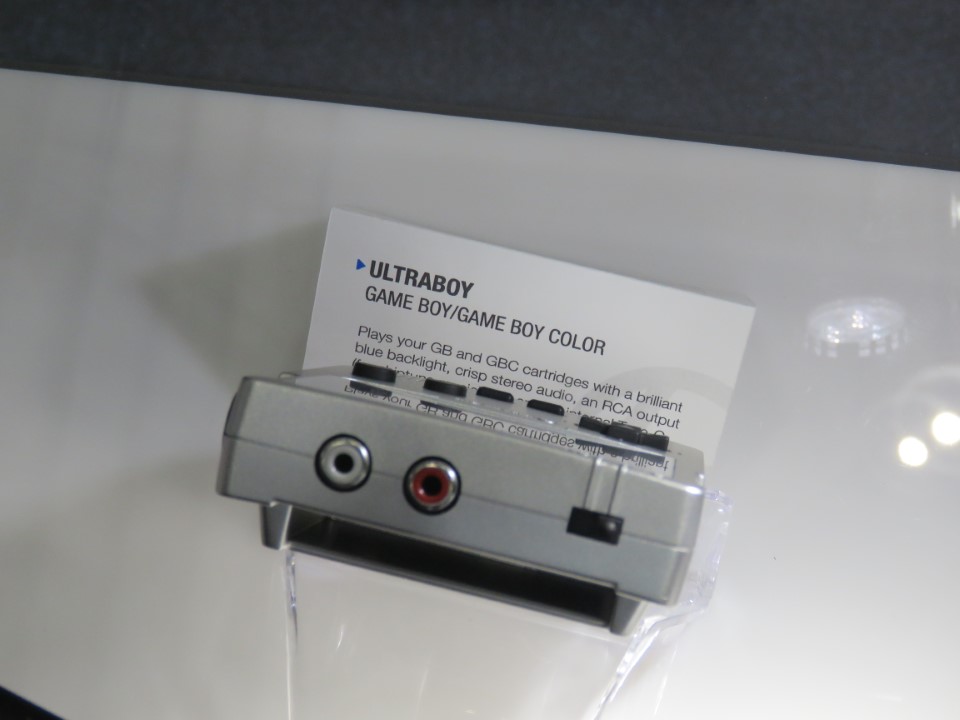 ULTRABOY
GAME BOY/GAME BOY COLOR
Plays your GB and GBC cartridges with a brilliant
blue backlight, crisp stereo audio, an RCA output